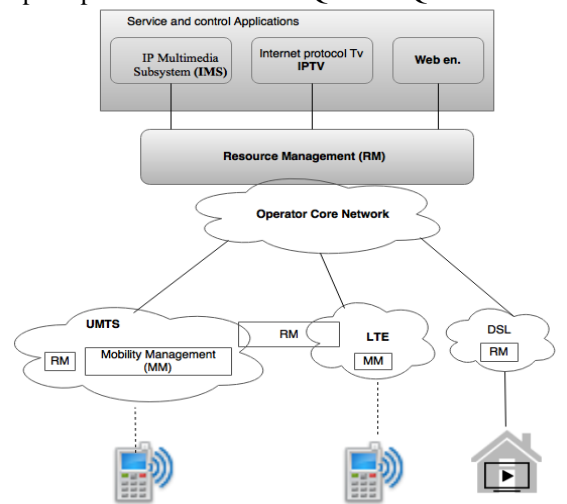 Service and control Applications
IP Multimedia
Subsystem (IMS)
Internet protocol Tv
IPTV
Web en.
Resource Management (RM)
Operator Core Network
UMTS
RM
Mobility Management
(MM)
RM
LTE
MM
DSL
RM